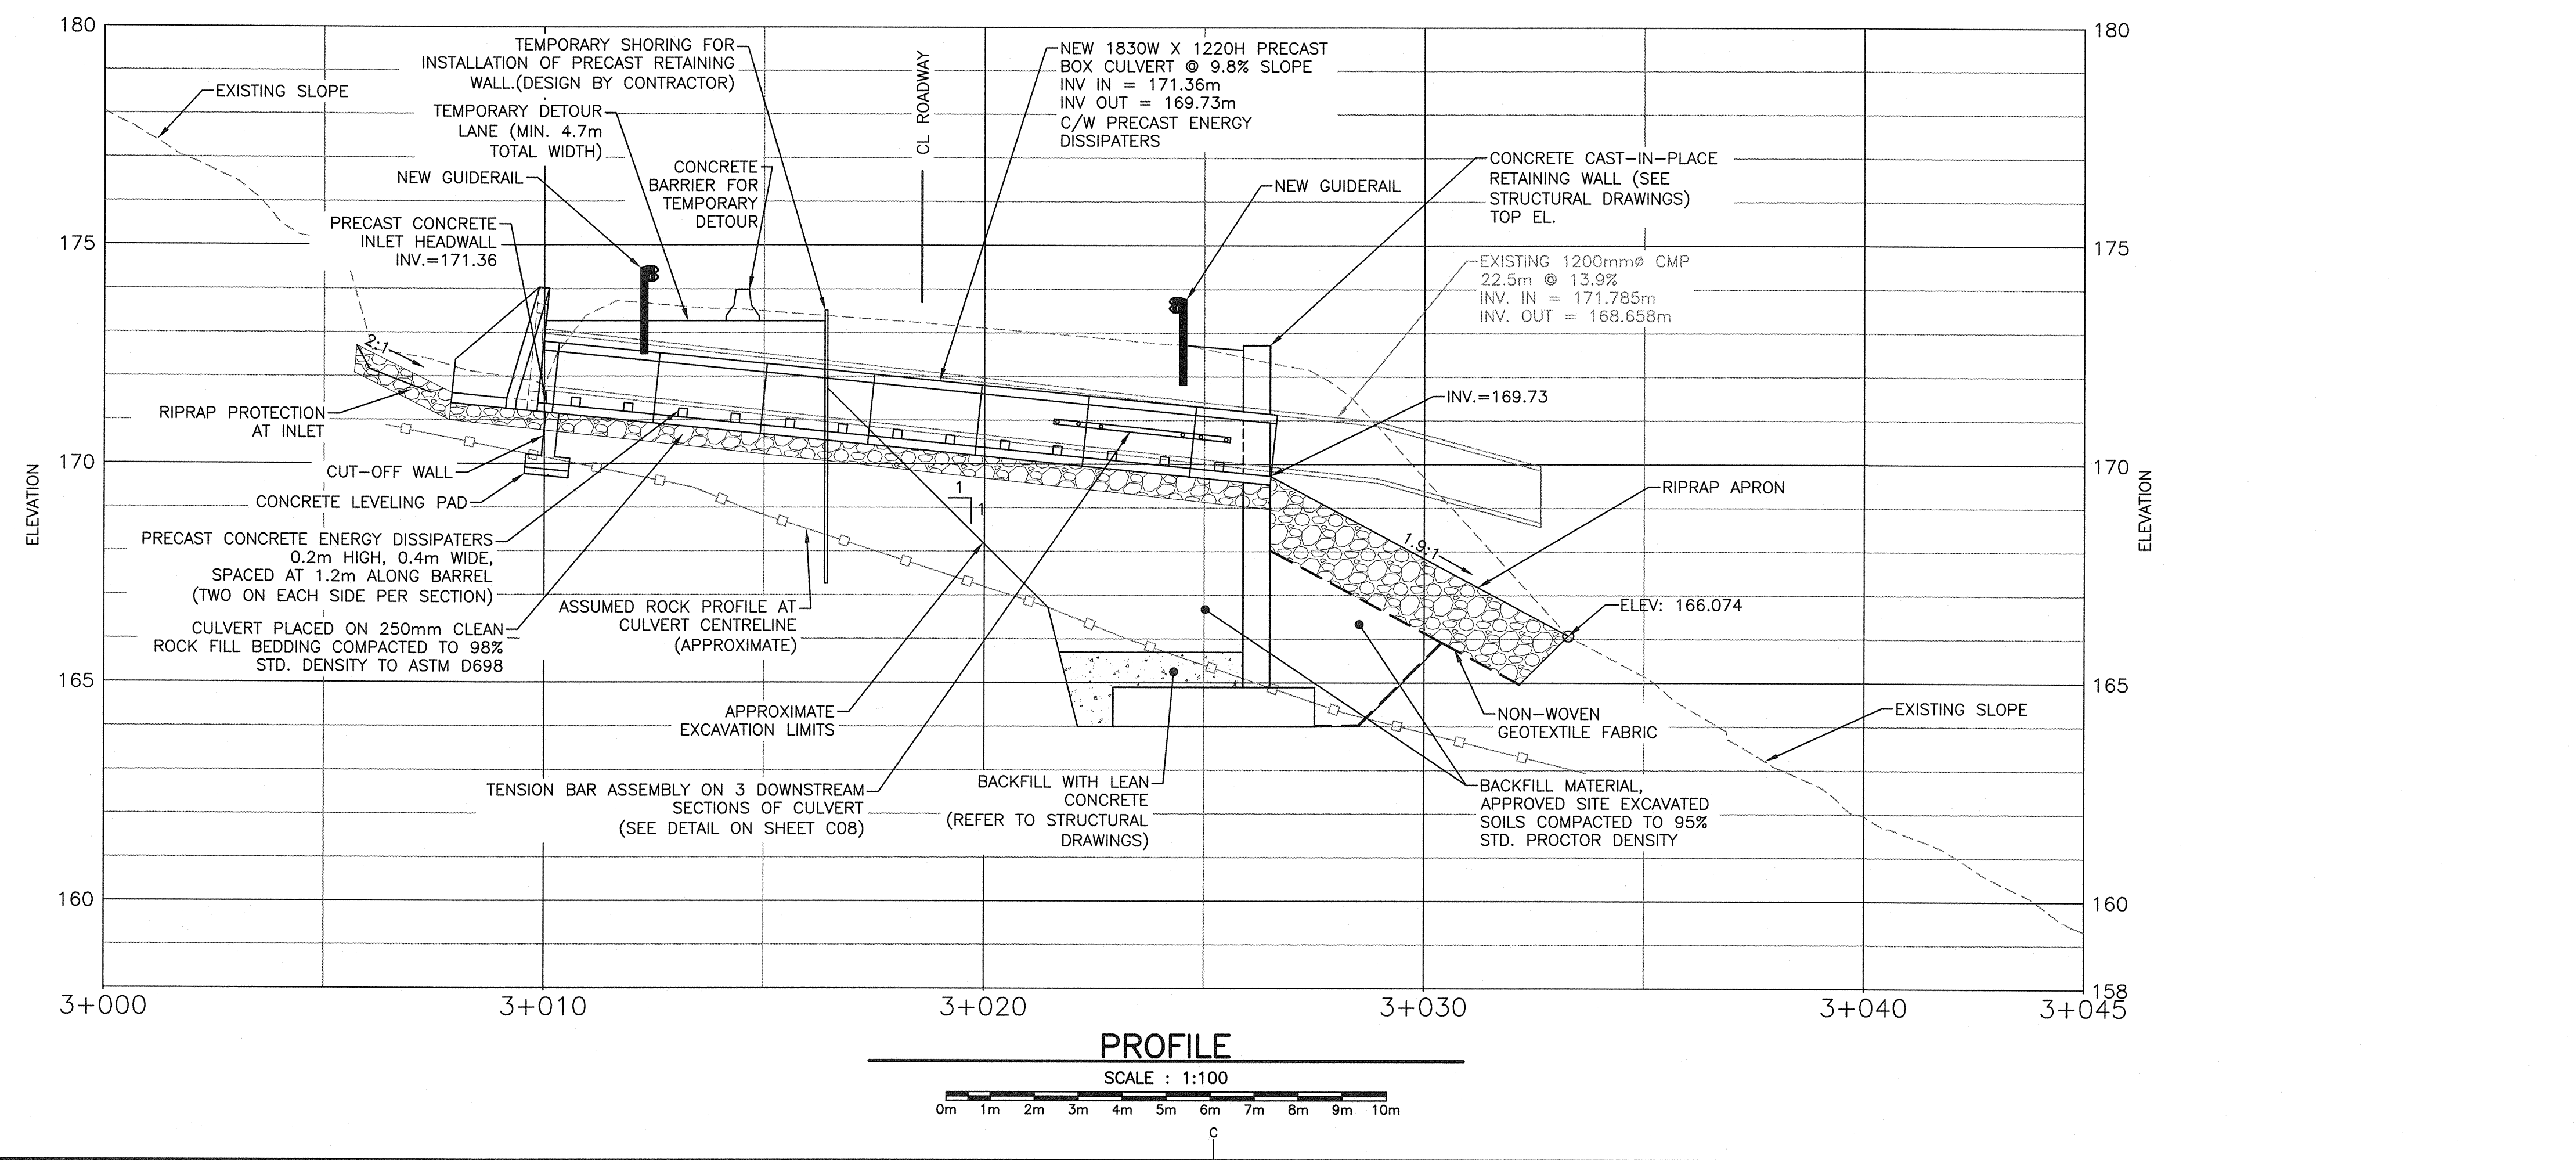 180
180
175
175
170
170
165
165
160
160
158
ELEVATION
ELEVATION
EXISTING SLOPE
TEMPORARY SHORING FOR
INSTALLATION OF PRECAST RETAINING
WALL.(DESIGN BY CONTRACTOR)
TEMPORARY DETOUR
LANE (MIN. 4.7m
TOTAL WIDTH)
NEW GUIDERAIL
CONCRETE
BARRIER FOR
TEMPORARY
DETOUR
PRECAST CONCRETE
INLET HEADWALL
INV.=171.36
CL ROADWAY
NEW 1830W X 1220H PRECAST
BOX CULVERT @ 9.8% SLOPE
INV IN = 171.36m
INV OUT = 169.73m
C/W PRECAST ENERGY
DISSIPATERS
NEW GUIDERAIL
CONCRETE CAST-IN-PLACE
RETAINING WALL (SEE
STRUCTURAL DRAWINGS)
TOP EL.
EXISTING 1200mmø CMP
22.5m @ 13.9%
INV. IN = 171.785m
INV. OUT = 168.658m
2:1
INV.=169.73
RIPRAP PROTECTION
AT INLET
CUT-OFF WALL
CONCRETE LEVELING PAD
PRECAST CONCRETE ENERGY DISSIPATERS
0.2m HIGH, 0.4m WIDE,
SPACED AT 1.2m ALONG BARREL
(TWO ON EACH SIDE PER SECTION)
CULVERT PLACED ON 250mm CLEAN
ROCK FILL BEDDING COMPACTED TO 98%
STD. DENSITY TO ASTM D698
1
1
RIPRAP APRON
1.9:1
ELEV: 166.074
ASSUMED ROCK PROFILE AT
CULVERT CENTRELINE
(APPROXIMATE)
APPROXIMATE
EXCAVATION LIMITS
NON-WOVEN
GEOTEXTILE FABRIC
EXISTING SLOPE
TENSION BAR ASSEMBLY ON 3 DOWNSTREAM
SECTIONS OF CULVERT
(SEE DETAIL ON SHEET C08)
BACKFILL WITH LEAN
CONCRETE
(REFER TO STRUCTURAL
DRAWINGS)
BACKFILL MATERIAL,
APPROVED SITE EXCAVATED
SOILS COMPACTED TO 95%
STD. PROCTOR DENSITY
3+000
3+010
3+020
3+030
3+040
3+045
PROFILE
SCALE : 1:100
0m 1m 2m 3m 4m 5m 6m 7m 8m 9m 10m
C